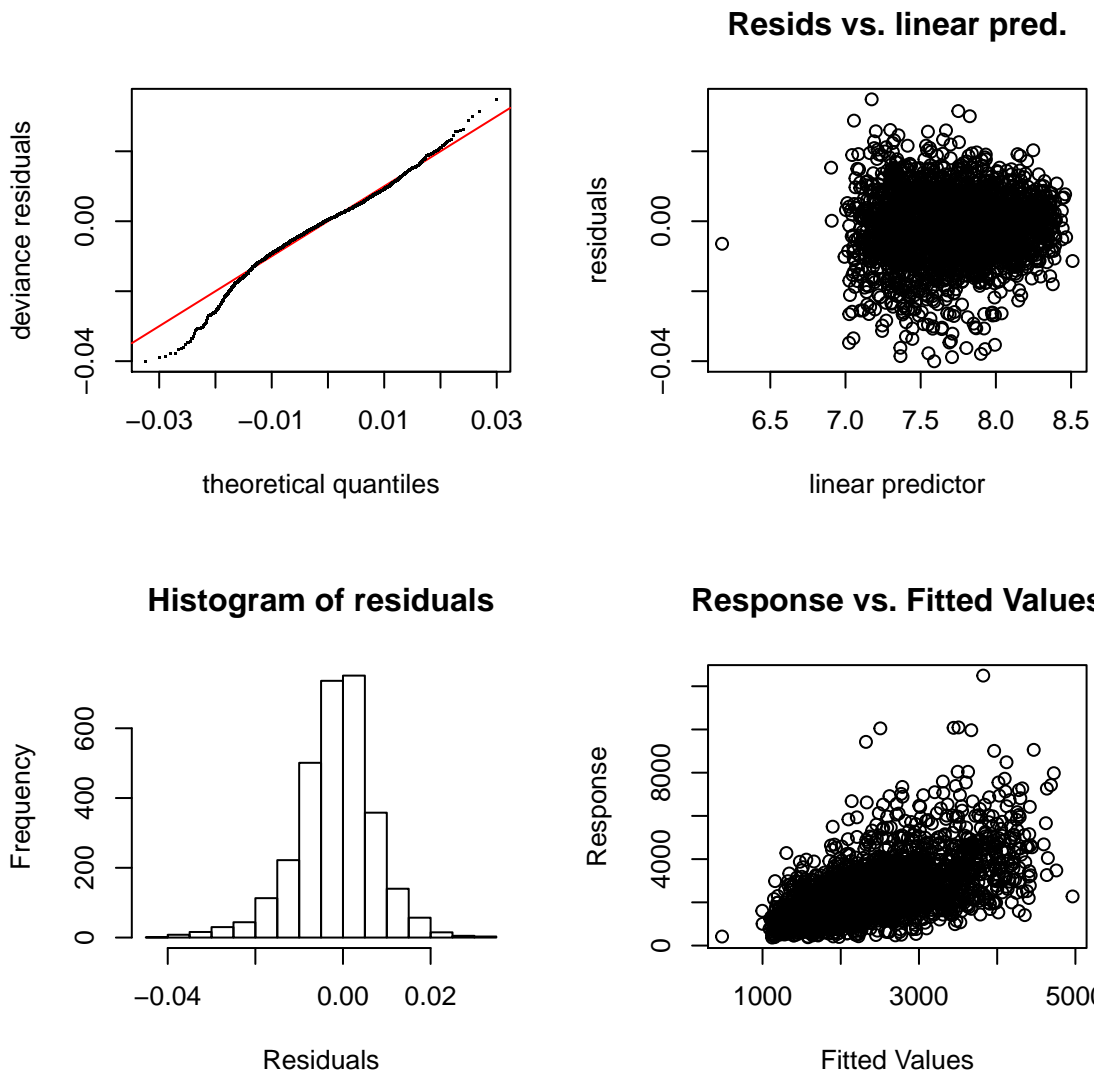 deviance residuals
0.00
−0.04
−0.03
−0.01
0.01
0.03
theoretical quantiles
Resids vs. linear pred.
residuals
0.00
−0.04
6.5
7.0
7.5
8.0
8.5
linear predictor
Histogram of residuals
Frequency
600
400
200
0
−0.04
0.00
0.02
Residuals
Response vs. Fitted Values
Response
8000
4000
0
1000
3000
5000
Fitted Values